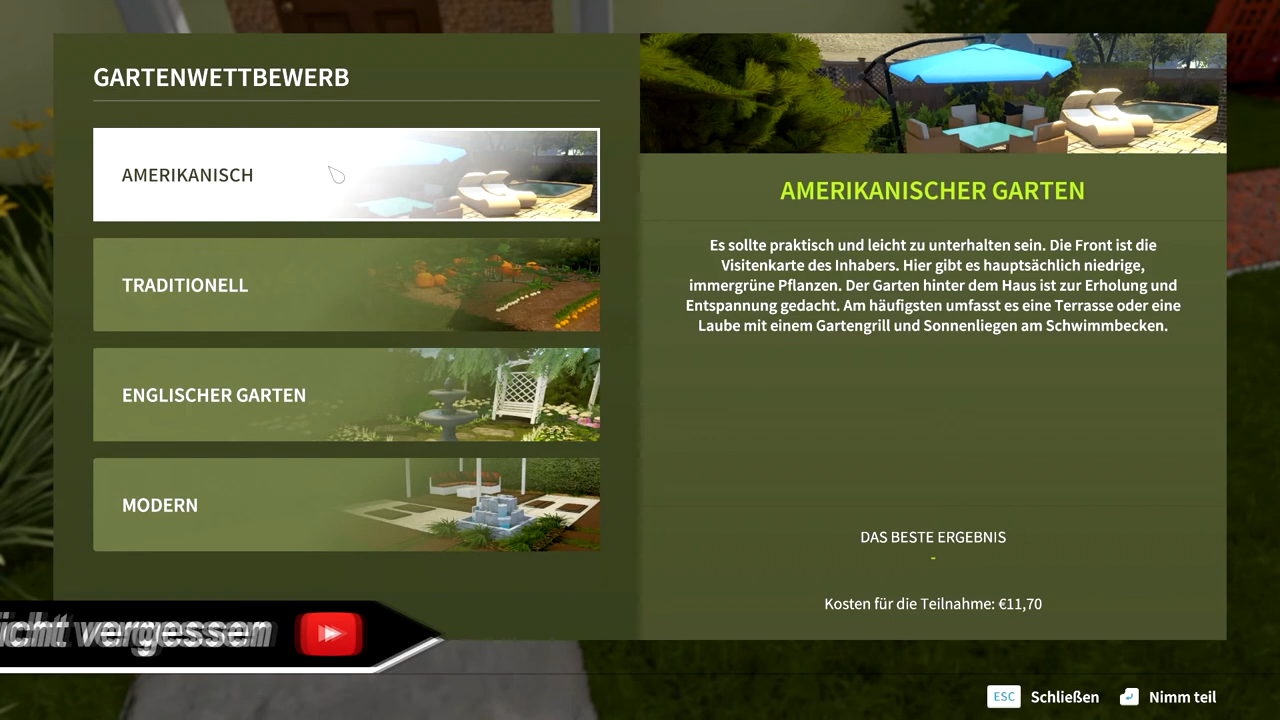 GARTENWETTBEWERB
AMERIKANISCH
TRADITIONELL
ENGLISCHER GARTEN
MODERN
AMERIKANISCHER GARTEN
Es sollte praktisch und leicht zu unterhalten sein. Die Front ist die
Visitenkarte des Inhabers. Hier gibt es hauptsächlich niedrige,
immergrüne Pflanzen. Der Garten hinter dem Haus ist zur Erholung und
Entspannung gedacht. Am häufigsten umfasst es eine Terrasse oder eine
Laube mit einem Gartengrill und Sonnenliegen am Schwimmbecken.
DAS BESTE ERGEBNIS
-
Kosten für die Teilnahme: €11,70
vergessen
ESC Schließen Nimm teil